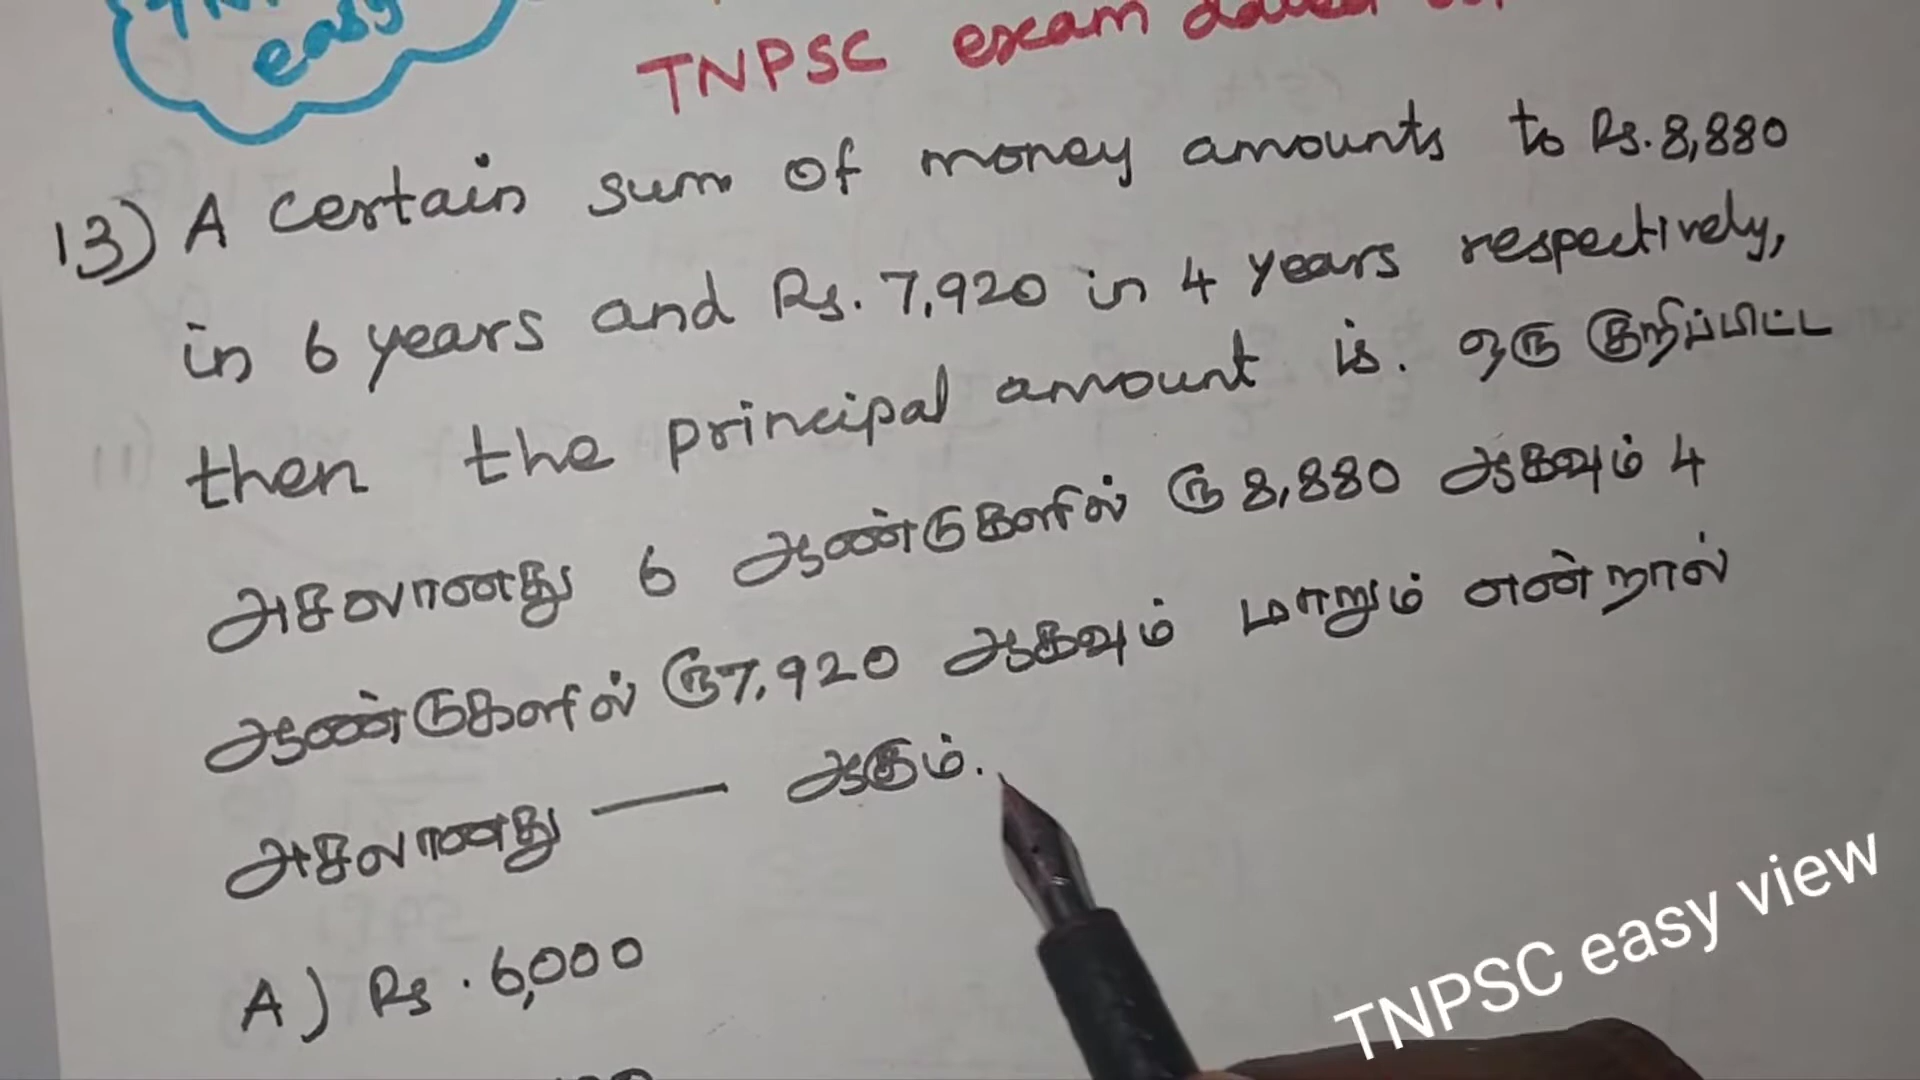 easy
TNPSC exam
13) A certain sum of money amounts to Rs. 8,880
in 6 years and Rs. 7,920 in 4 years respectively,
then the principal amount is. ஒரு குறிப்பிட்ட
அசலானது 6 ஆண்டுகளில் ரூ 8,880 ஆகவும் 4
ஆண்டுகளில் ரூ7,920 ஆகவும் மாறும் எண்றால்
அசலானது — ஆகும்.
A) Rs. 6,000
TNPSC easy view